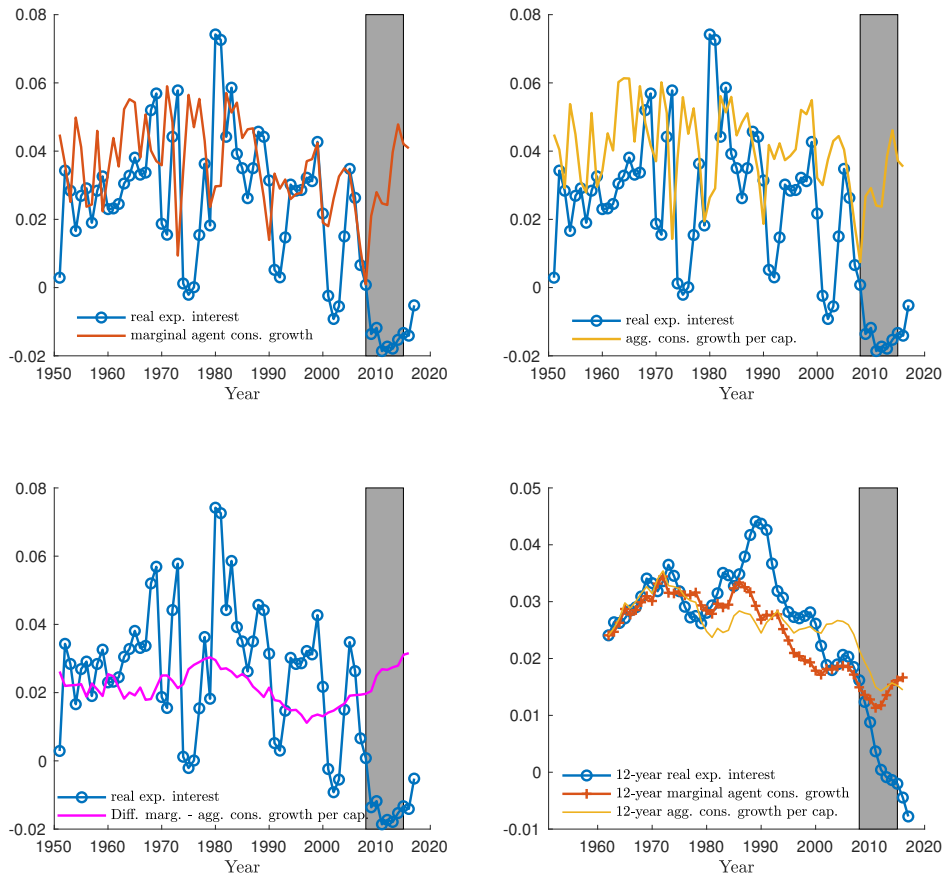 0.08
0.06
0.04
0.02
0
-0.02
real exp. interest
marginal agent cons. growth
1950 1960 1970 1980 1990 2000 2010 2020
Year
0.08
0.06
0.04
0.02
0
-0.02
real exp. interest
agg. cons. growth per cap.
1950 1960 1970 1980 1990 2000 2010 2020
Year
0.08
0.06
0.04
0.02
0
-0.02
real exp. interest
Diff. marg. - agg. cons. growth per cap.
1950 1960 1970 1980 1990 2000 2010 2020
Year
0.05
0.04
0.03
0.02
0.01
0
-0.01
12-year real exp. interest
12-year marginal agent cons. growth
12-year agg. cons. growth per cap.
1960 1970 1980 1990 2000 2010 2020
Year